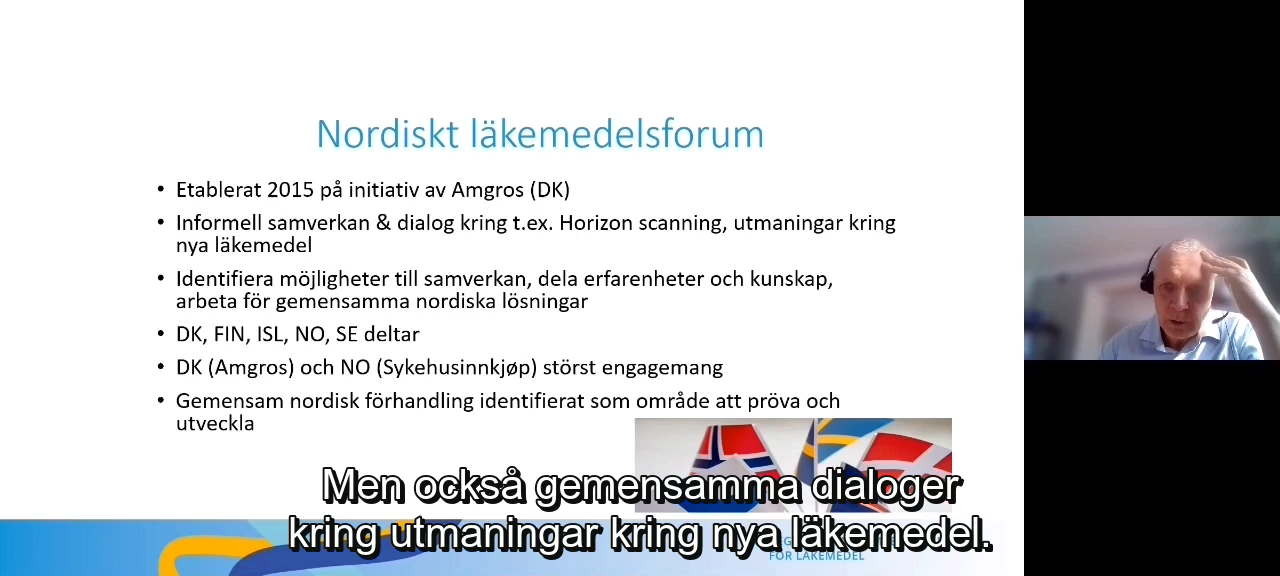 Nordiskt läkemedelsforum
• Etablerat 2015 på initiativ av Amgros (DK)
• Informell samverkan & dialog kring t.ex. Horizon scanning, utmaningar kring
nya läkemedel
• Identifiera möjligheter till samverkan, dela erfarenheter och kunskap,
arbeta för gemensamma nordiska lösningar
• DK, FIN, ISL, NO, SE deltar
• DK (Amgros) och NO (Sykehusinnkjøp) störst engagemang
• Gemensam nordisk förhandling identifierat som område att pröva och
utveckla
Men också gemensamma dialoger
kring utmaningar kring nya läkemedel.
FÖR LÄKEMEDEL